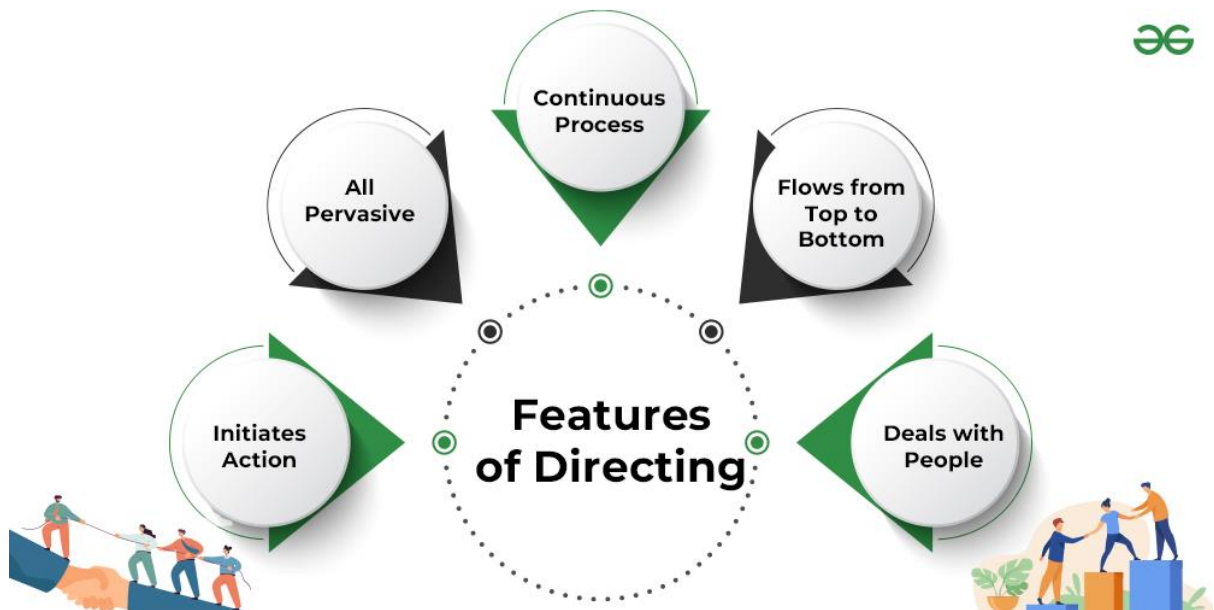 Continuous
Process
All
Pervasive
Flows from
Top to
Bottom
Initiates
Action
Features
of Directing
Deals with
People